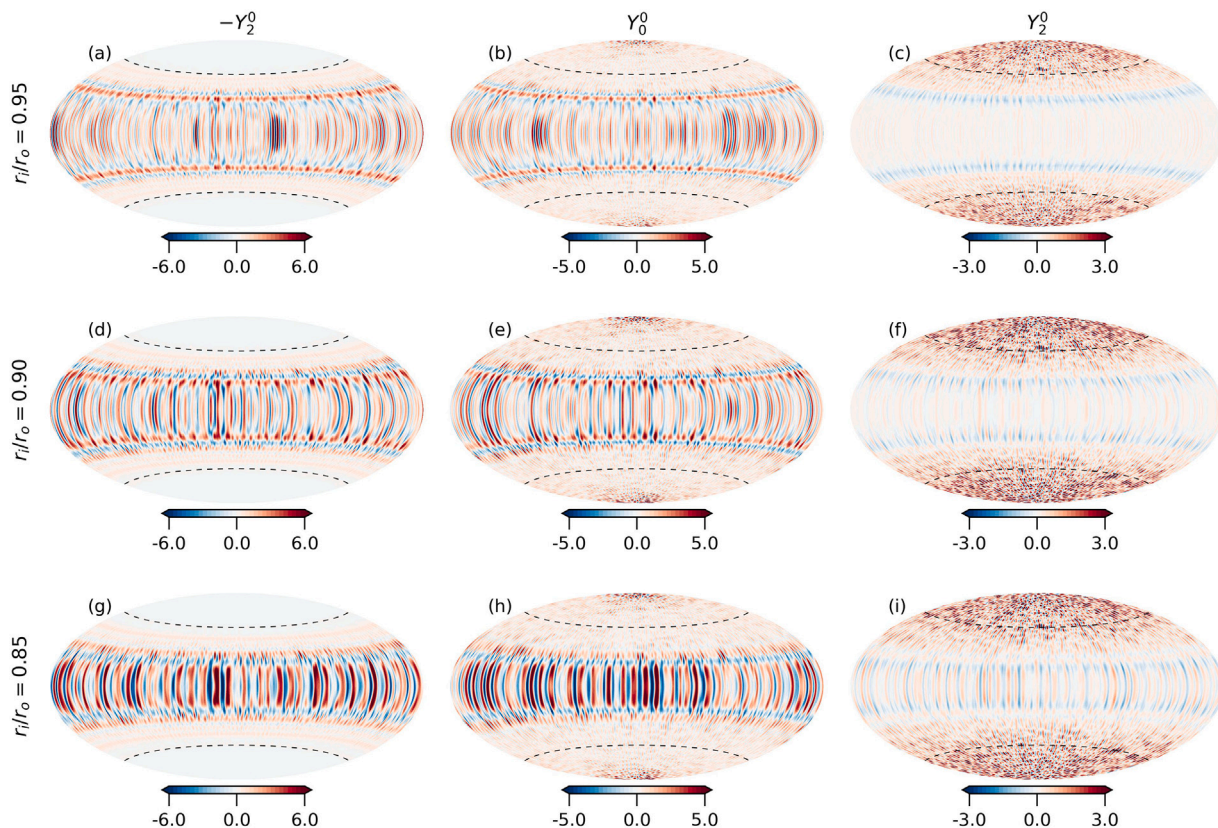 −Y₂⁰ Y₀⁰ Y₂⁰
(a) (b) (c)
rᵢ/rₒ = 0.95
-6.0 0.0 6.0 -5.0 0.0 5.0 -3.0 0.0 3.0
(d) (e) (f)
rᵢ/rₒ = 0.90
-6.0 0.0 6.0 -5.0 0.0 5.0 -3.0 0.0 3.0
(g) (h) (i)
rᵢ/rₒ = 0.85
-6.0 0.0 6.0 -5.0 0.0 5.0 -3.0 0.0 3.0